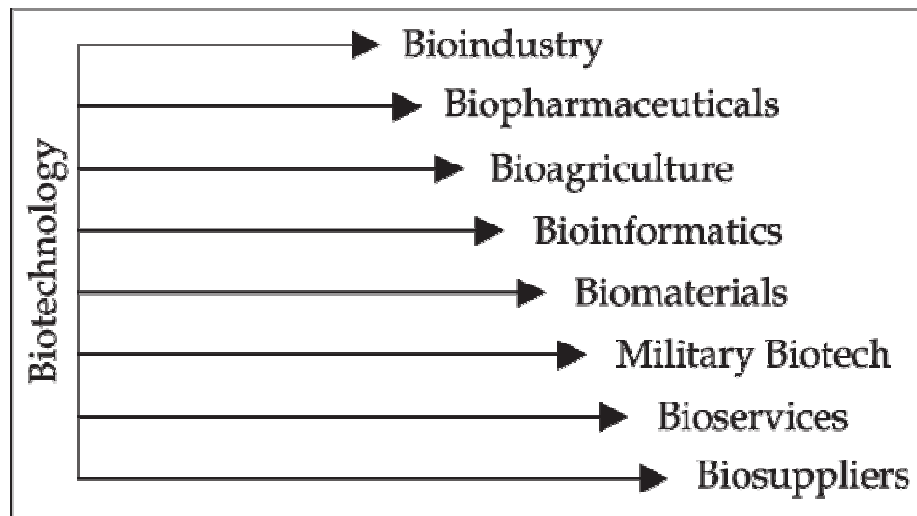 Biotechnology
Bioindustry
Biopharmaceuticals
Bioagriculture
Bioinformatics
Biomaterials
Military Biotech
Bioservices
Biosuppliers